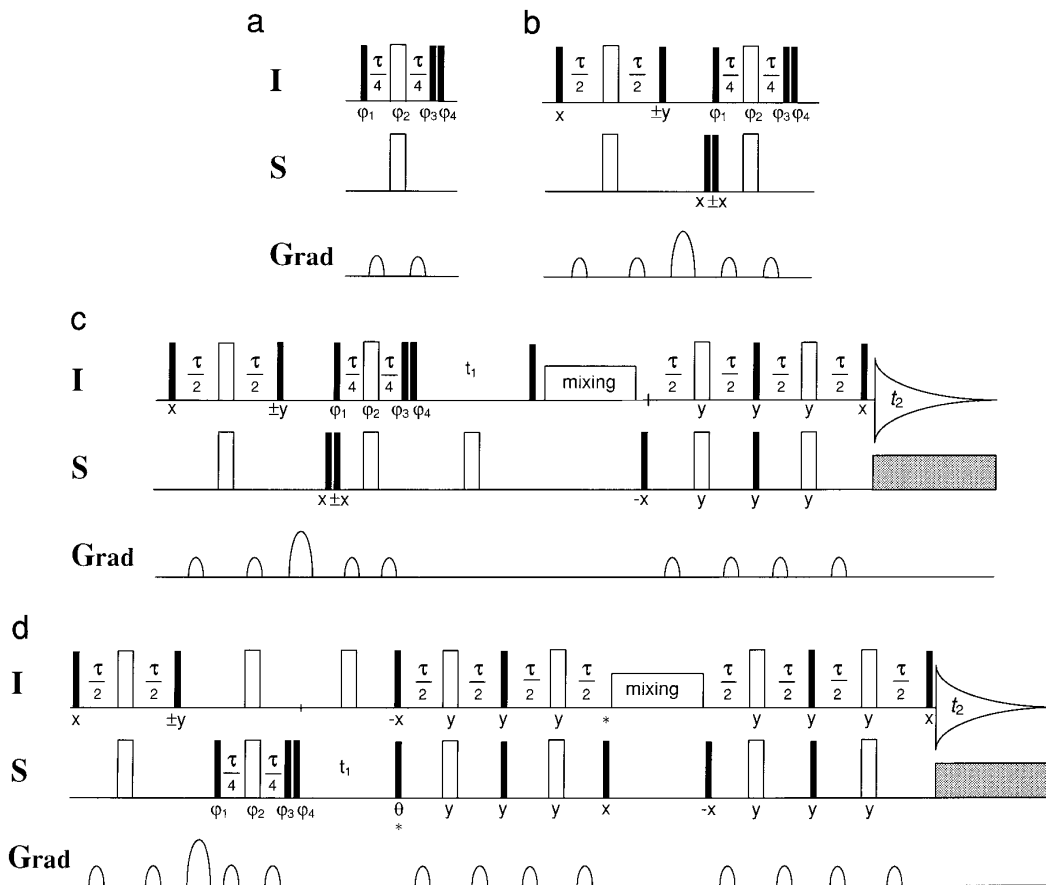 a b
I τ/4 τ/4 τ/2 τ/2 τ/4 τ/4
φ1 φ2 φ3 φ4 x ±y φ1 φ2 φ3 φ4
S
x ±x
Grad
c
I τ/2 τ/2 τ/4 τ/4 t1 mixing τ/2 τ/2 τ/2 τ/2 t2
x ±y φ1 φ2 φ3 φ4 y y y x
S
x ±x -x y y y
Grad
d
I τ/2 τ/2 τ/2 τ/2 τ/2 τ/2 mixing τ/2 τ/2 τ/2 τ/2 t2
x ±y -x y y y * y y y x
S τ/4 τ/4 t1
φ1 φ2 φ3 φ4 θ y y y x -x y y y
*
Grad